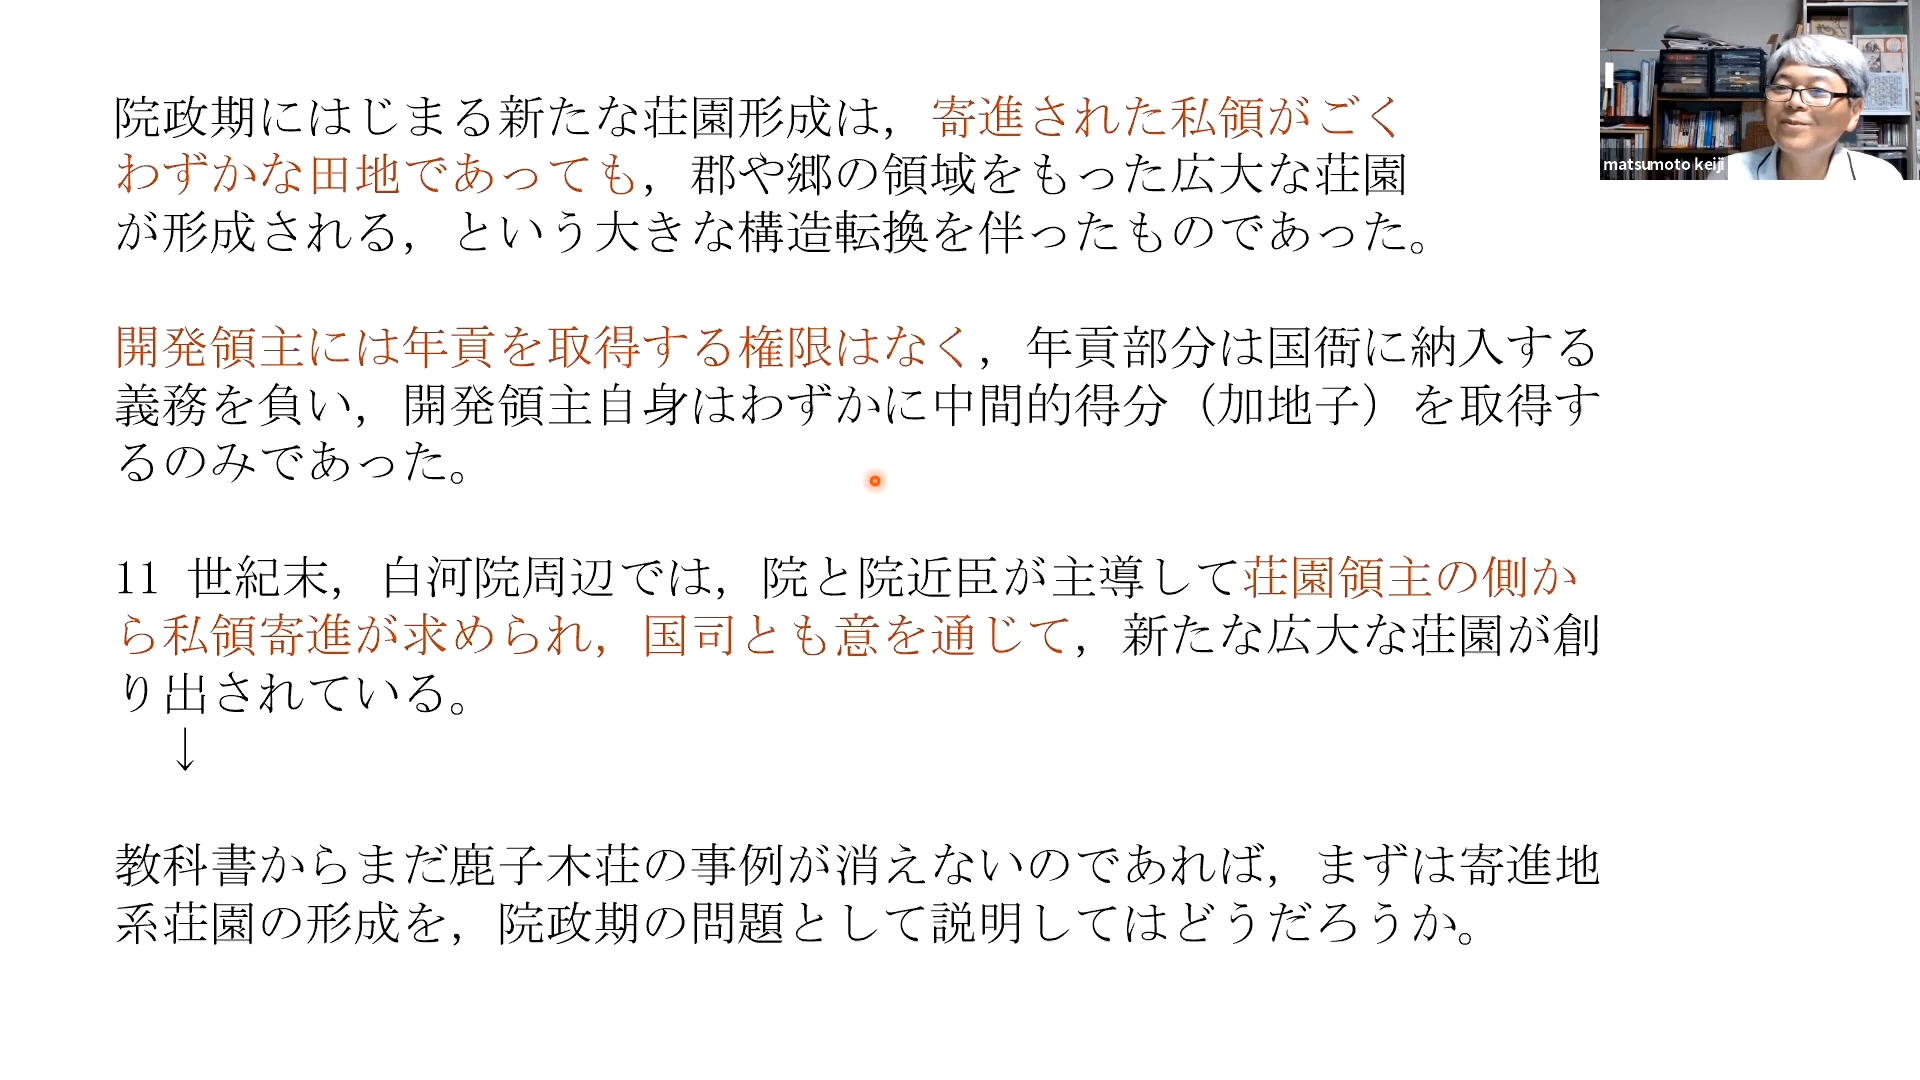 院政期にはじまる新たな荘園形成は，寄進された私領がごく
わずかな田地であっても，郡や郷の領域をもった広大な荘園
が形成される，という大きな構造転換を伴ったものであった。
開発領主には年貢を取得する権限はなく，年貢部分は国衙に納入する
義務を負い，開発領主自身はわずかに中間的得分（加地子）を取得す
るのみであった。
11 世紀末，白河院周辺では，院と院近臣が主導して荘園領主の側か
ら私領寄進が求められ，国司とも意を通じて，新たな広大な荘園が創
り出されている。
↓
教科書からまだ鹿子木荘の事例が消えないのであれば，まずは寄進地
系荘園の形成を，院政期の問題として説明してはどうだろうか。
matsumoto keiji